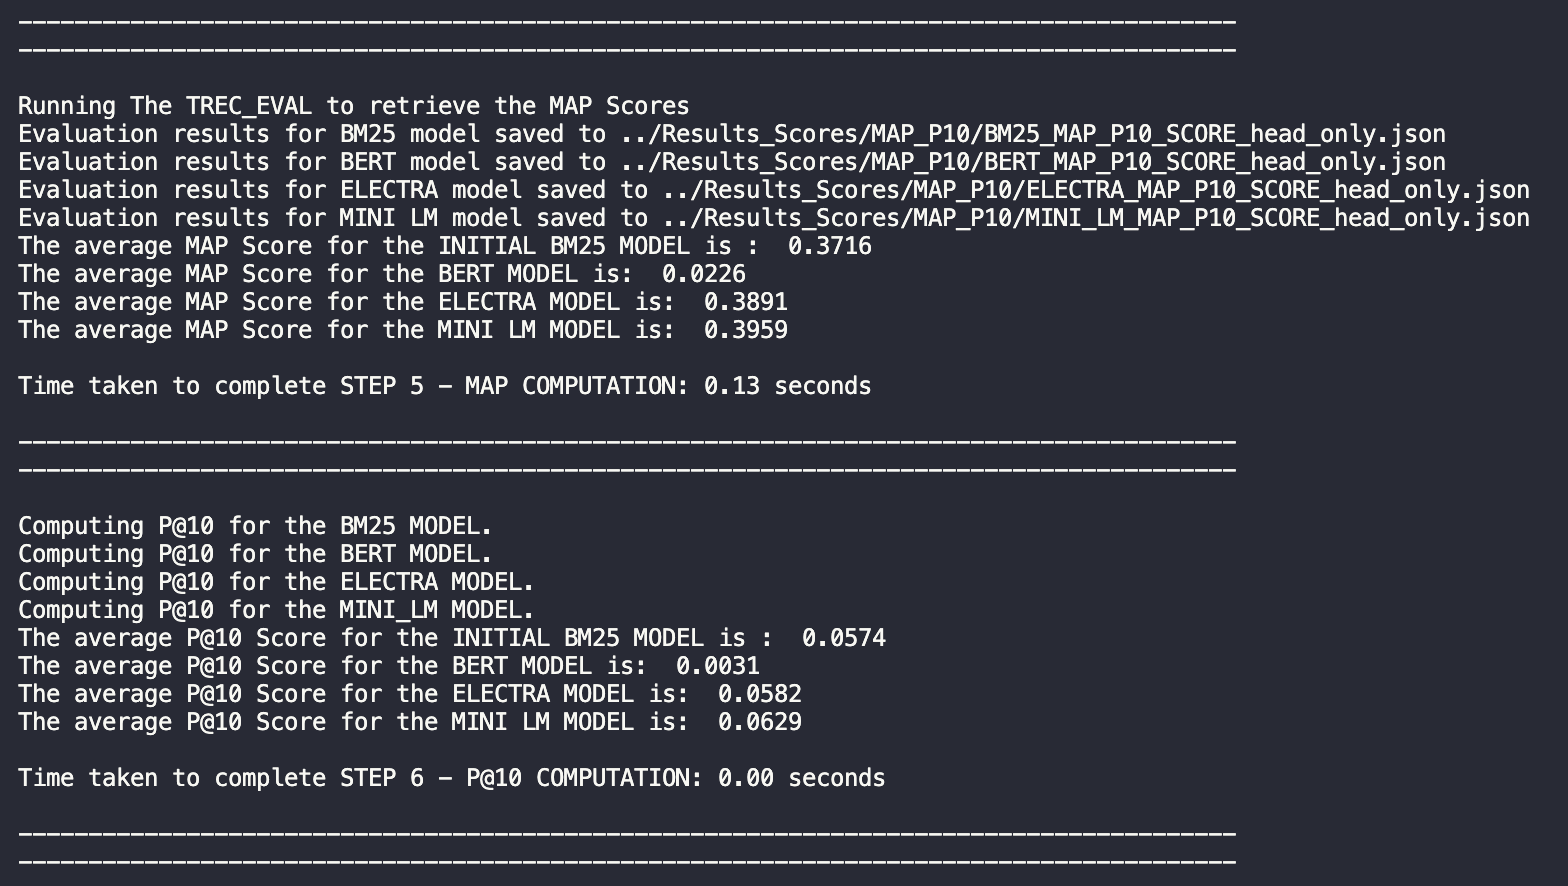 Running The TREC_EVAL to retrieve the MAP Scores
Evaluation results for BM25 model saved to ../Results_Scores/MAP_P10/BM25_MAP_P10_SCORE_head_only.json
Evaluation results for BERT model saved to ../Results_Scores/MAP_P10/BERT_MAP_P10_SCORE_head_only.json
Evaluation results for ELECTRA model saved to ../Results_Scores/MAP_P10/ELECTRA_MAP_P10_SCORE_head_only.json
Evaluation results for MINI LM model saved to ../Results_Scores/MAP_P10/MINI_LM_MAP_P10_SCORE_head_only.json
The average MAP Score for the INITIAL BM25 MODEL is :  0.3716
The average MAP Score for the BERT MODEL is:  0.0226
The average MAP Score for the ELECTRA MODEL is:  0.3891
The average MAP Score for the MINI LM MODEL is:  0.3959
Time taken to complete STEP 5 - MAP COMPUTATION: 0.13 seconds
Computing P@10 for the BM25 MODEL.
Computing P@10 for the BERT MODEL.
Computing P@10 for the ELECTRA MODEL.
Computing P@10 for the MINI_LM MODEL.
The average P@10 Score for the INITIAL BM25 MODEL is :  0.0574
The average P@10 Score for the BERT MODEL is:  0.0031
The average P@10 Score for the ELECTRA MODEL is:  0.0582
The average P@10 Score for the MINI LM MODEL is:  0.0629
Time taken to complete STEP 6 - P@10 COMPUTATION: 0.00 seconds